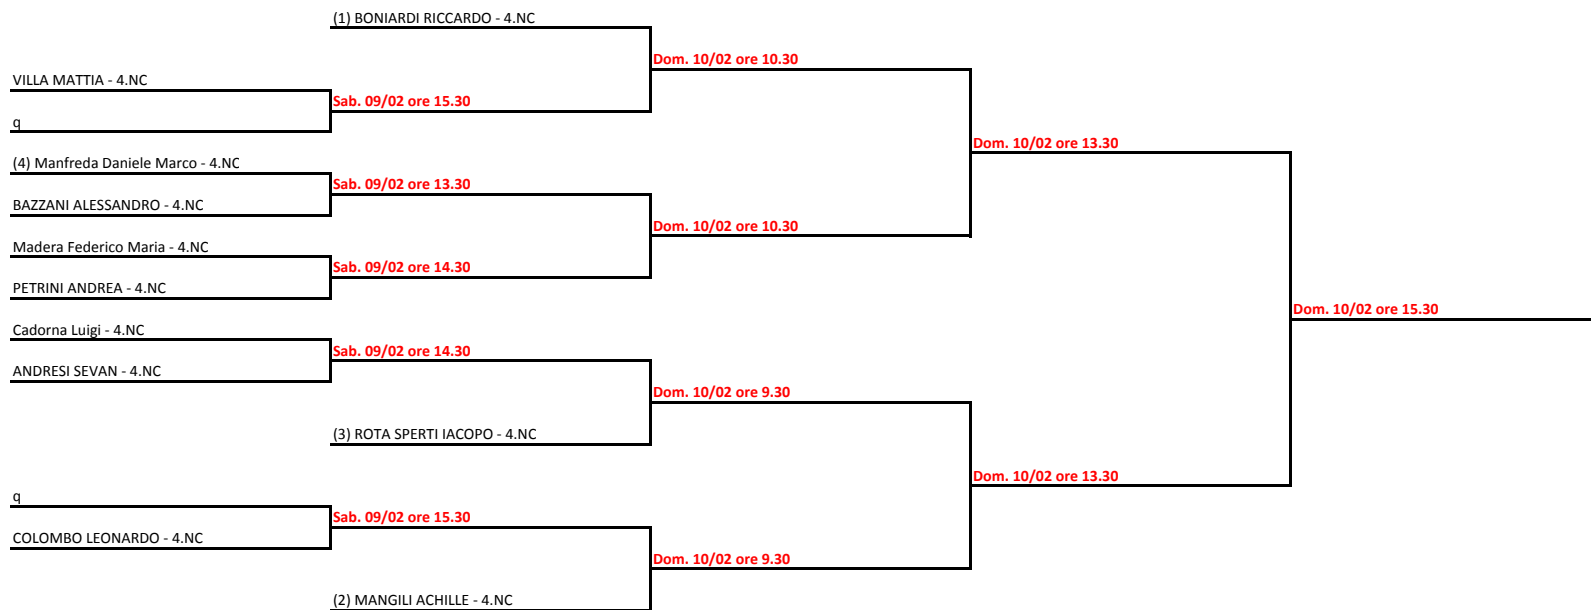 (1) BONIARDI RICCARDO - 4.NC
Dom. 10/02 ore 10.30
VILLA MATTIA - 4.NC
Sab. 09/02 ore 15.30
q
Dom. 10/02 ore 13.30
(4) Manfreda Daniele Marco - 4.NC
Sab. 09/02 ore 13.30
BAZZANI ALESSANDRO - 4.NC
Dom. 10/02 ore 10.30
Madera Federico Maria - 4.NC
Sab. 09/02 ore 14.30
PETRINI ANDREA - 4.NC
Dom. 10/02 ore 15.30
Cadorna Luigi - 4.NC
Sab. 09/02 ore 14.30
ANDRESI SEVAN - 4.NC
Dom. 10/02 ore 9.30
(3) ROTA SPERTI IACOPO - 4.NC
Dom. 10/02 ore 13.30
q
Sab. 09/02 ore 15.30
COLOMBO LEONARDO - 4.NC
Dom. 10/02 ore 9.30
(2) MANGILI ACHILLE - 4.NC